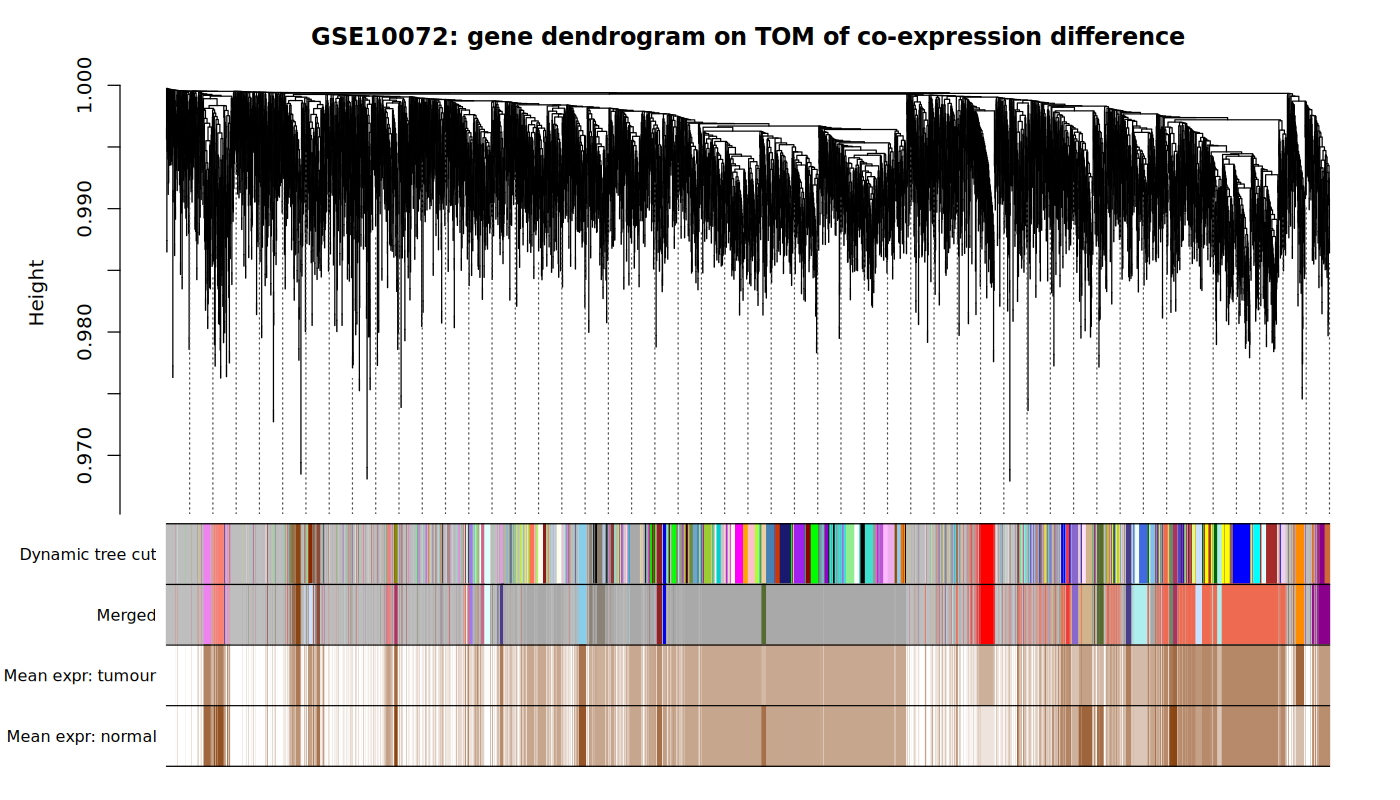 GSE10072: gene dendrogram on TOM of co-expression difference
Height
1.000
0.990
0.980
0.970
Dynamic tree cut
Merged
Mean expr: tumour
Mean expr: normal